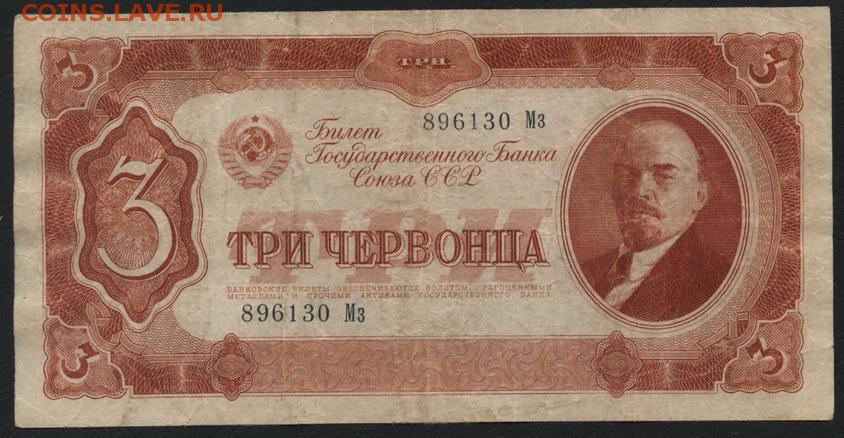 COINS.LAVE.RU
3 ТРИ 3
Билет 896130 Мз
Государственного Банка
Союза ССР
3
ТРИ
ТРИ ЧЕРВОНЦА
БАНКОВСКИЕ БИЛЕТЫ ОБЕСПЕЧИВАЮТСЯ ЗОЛОТОМ, ДРАГОЦЕННЫМИ
МЕТАЛЛАМИ И ПРОЧИМИ АКТИВАМИ ГОСУДАРСТВЕННОГО БАНКА
896130 Мз
3 3